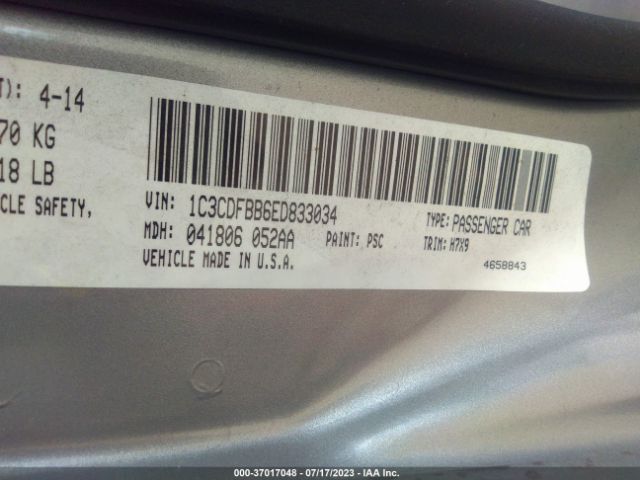 T): 4-14
70 KG
18 LB
CLE SAFETY,
VIN: 1C3CDFBB6ED833034
TYPE: PASSENGER CAR
MDH: 041806 052AA
PAINT: PSC
TRIM: H7X9
VEHICLE MADE IN U.S.A.
4658843
000-37017048 - 07/17/2023 - IAA Inc.